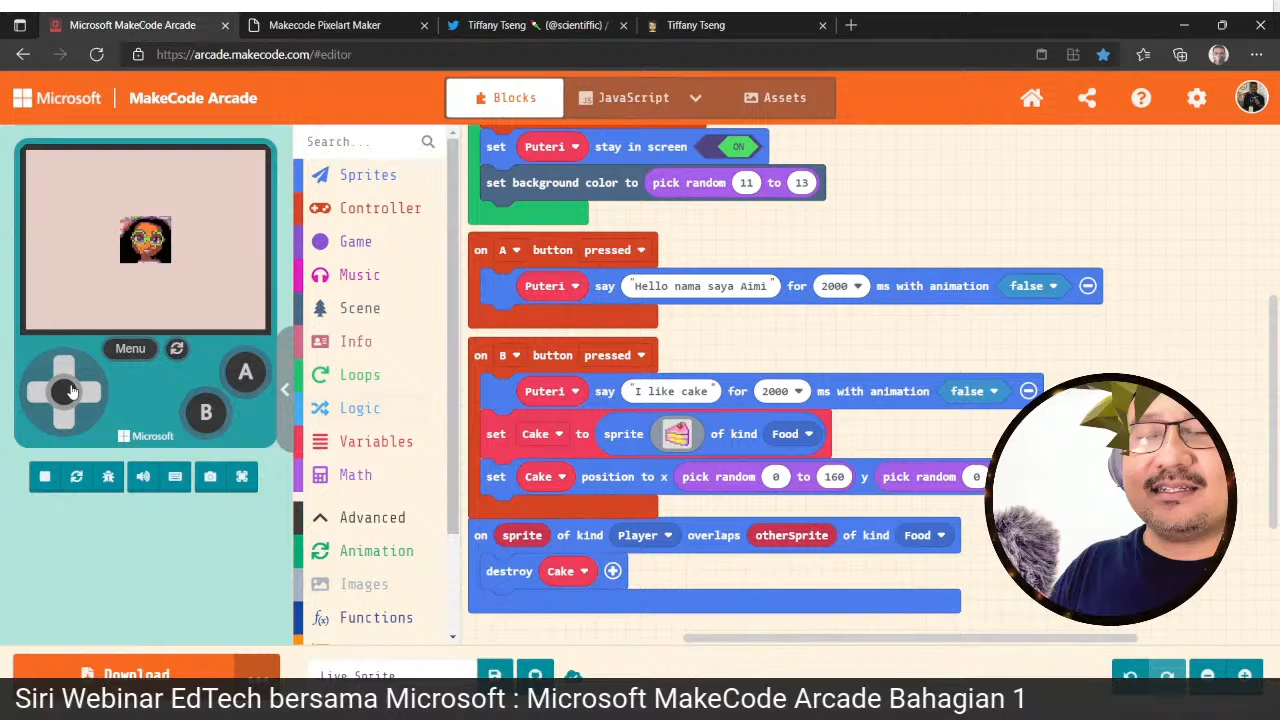 Microsoft MakeCode Arcade
Makecode Pixelart Maker
Tiffany Tseng (@scientiffic) /
Tiffany Tseng
https://arcade.makecode.com/#editor
Microsoft
MakeCode Arcade
Blocks
JavaScript
Assets
Menu
A
B
Microsoft
Download
Search...
Sprites
Controller
Game
Music
Scene
Info
Loops
Logic
Variables
Math
Advanced
Animation
Images
Functions
set Puteri stay in screen ON
set background color to pick random 11 to 13
on A button pressed
Puteri say "Hello nama saya Aimi" for 2000 ms with animation false
on B button pressed
Puteri say "I like cake" for 2000 ms with animation false
set Cake to sprite of kind Food
set Cake position to x pick random 0 to 160 y pick random 0
on sprite of kind Player overlaps otherSprite of kind Food
destroy Cake
Live Sprite
Siri Webinar EdTech bersama Microsoft : Microsoft MakeCode Arcade Bahagian 1